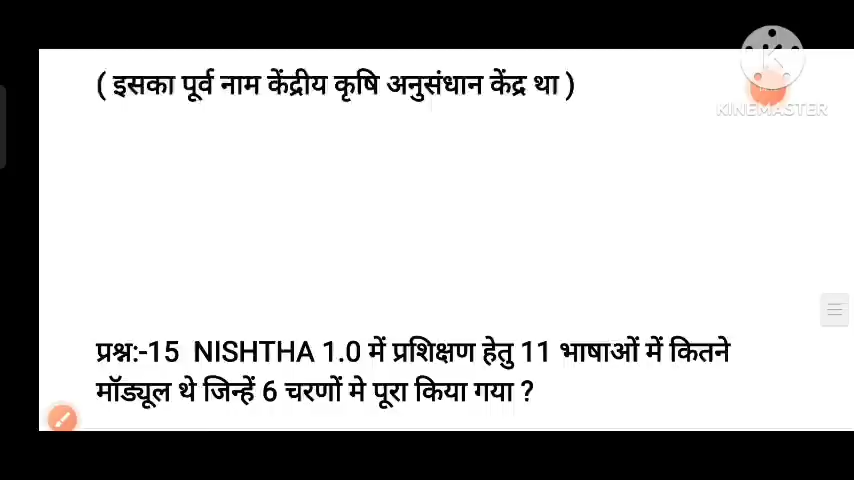 ( इसका पूर्व नाम केंद्रीय कृषि अनुसंधान केंद्र था )
KINEMASTER
प्रश्न:-15 NISHTHA 1.0 में प्रशिक्षण हेतु 11 भाषाओं में कितने
मॉड्यूल थे जिन्हें 6 चरणों मे पूरा किया गया ?